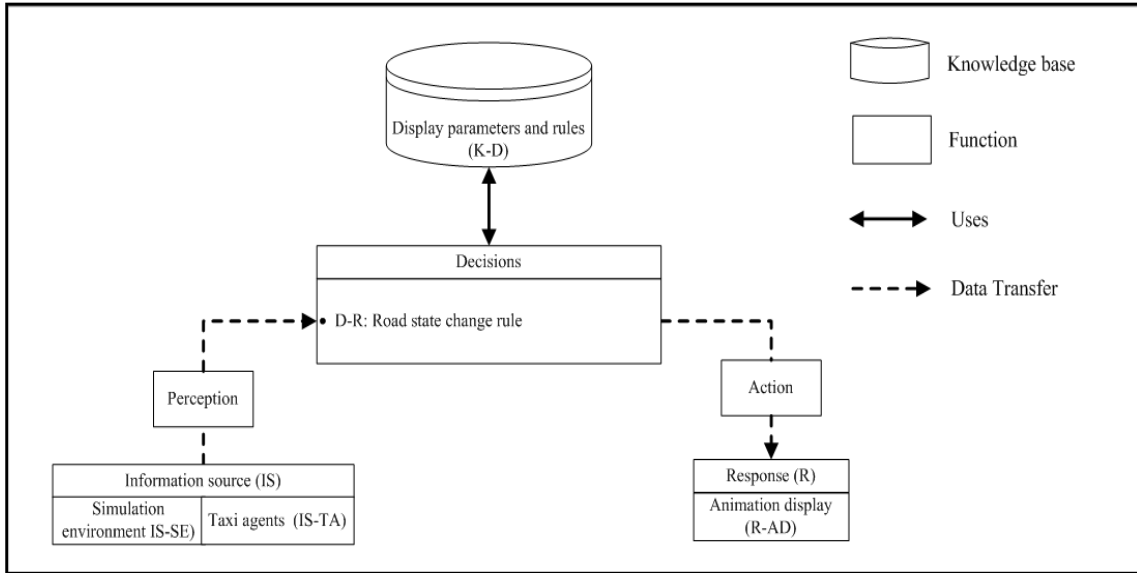 Display parameters and rules
(K-D)
Knowledge base
Function
Uses
Data Transfer
Decisions
• D-R: Road state change rule
Perception
Action
Information source (IS)
Simulation
environment IS-SE)
Taxi agents (IS-TA)
Response (R)
Animation display
(R-AD)